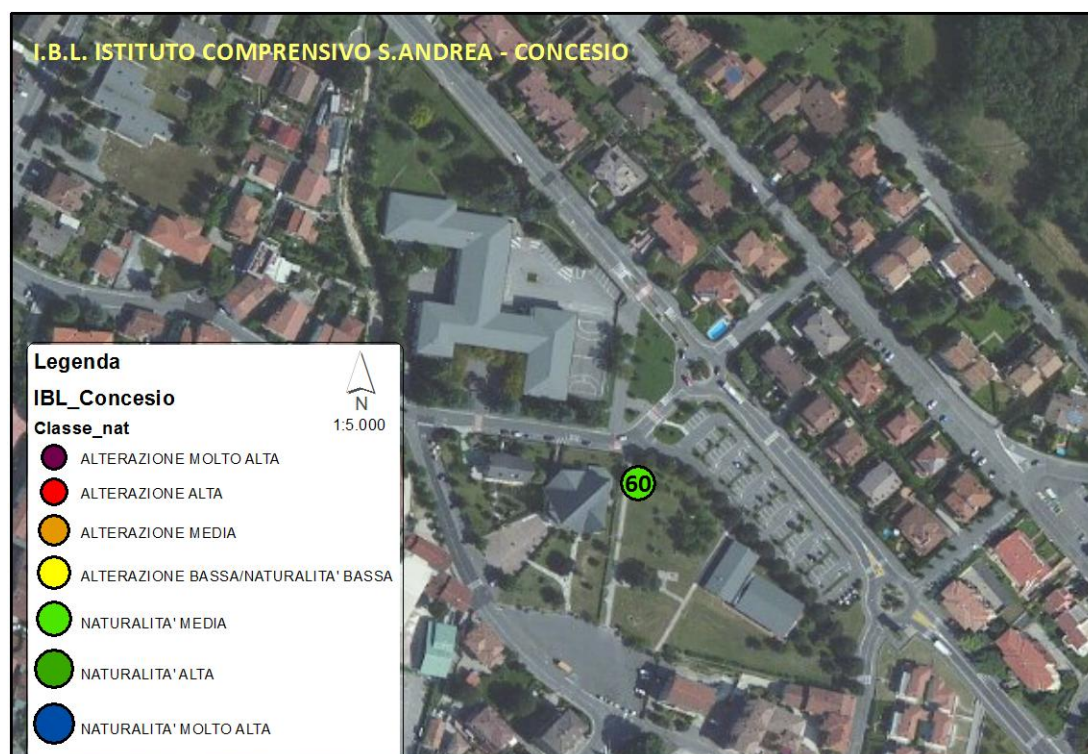 I.B.L. ISTITUTO COMPRENSIVO S.ANDREA - CONCESIO
Legenda
IBL_Concesio
Classe_nat
N
1:5.000
ALTERAZIONE MOLTO ALTA
ALTERAZIONE ALTA
ALTERAZIONE MEDIA
ALTERAZIONE BASSA/NATURALITA' BASSA
NATURALITA' MEDIA
NATURALITA' ALTA
NATURALITA' MOLTO ALTA
60